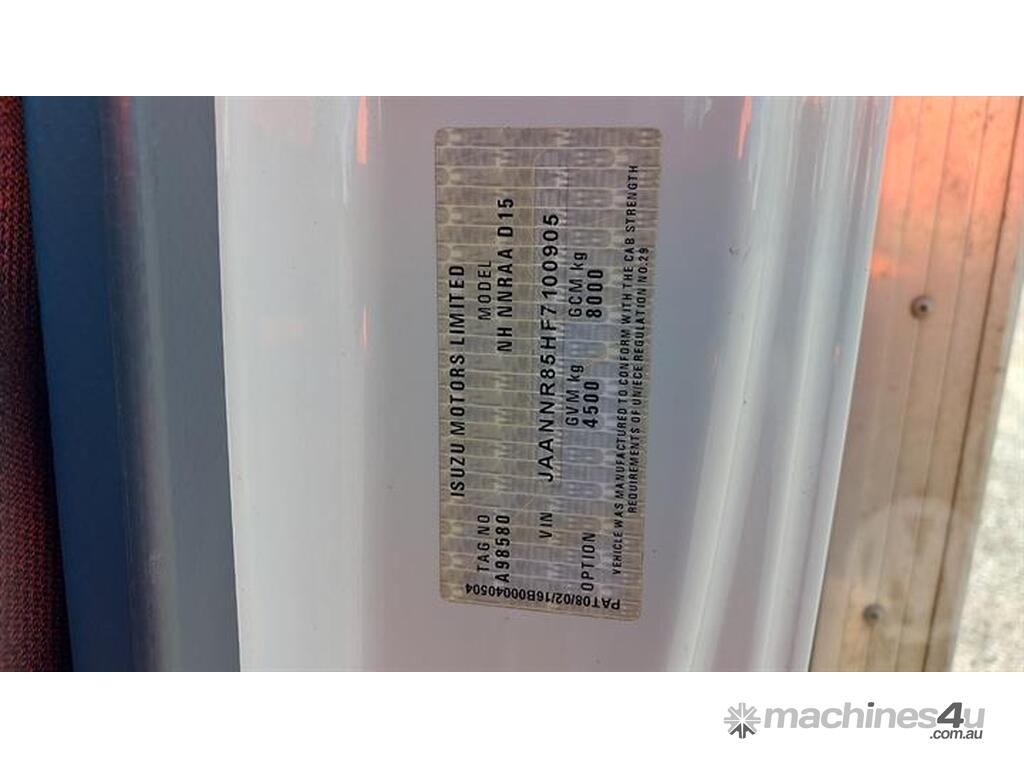 ISUZU MOTORS LIMITED
TAG NO MODEL
A98580 NH NNRAA D15
VIN JAANNR85HF7100905
GVM kg GCM kg
OPTION 4500 8000
VEHICLE WAS MANUFACTURED TO CONFORM WITH THE CAB STRENGTH
REQUIREMENTS OF UN/ECE REGULATION NO.29
PAT08/02/16B00040504
machines4u
.com.au